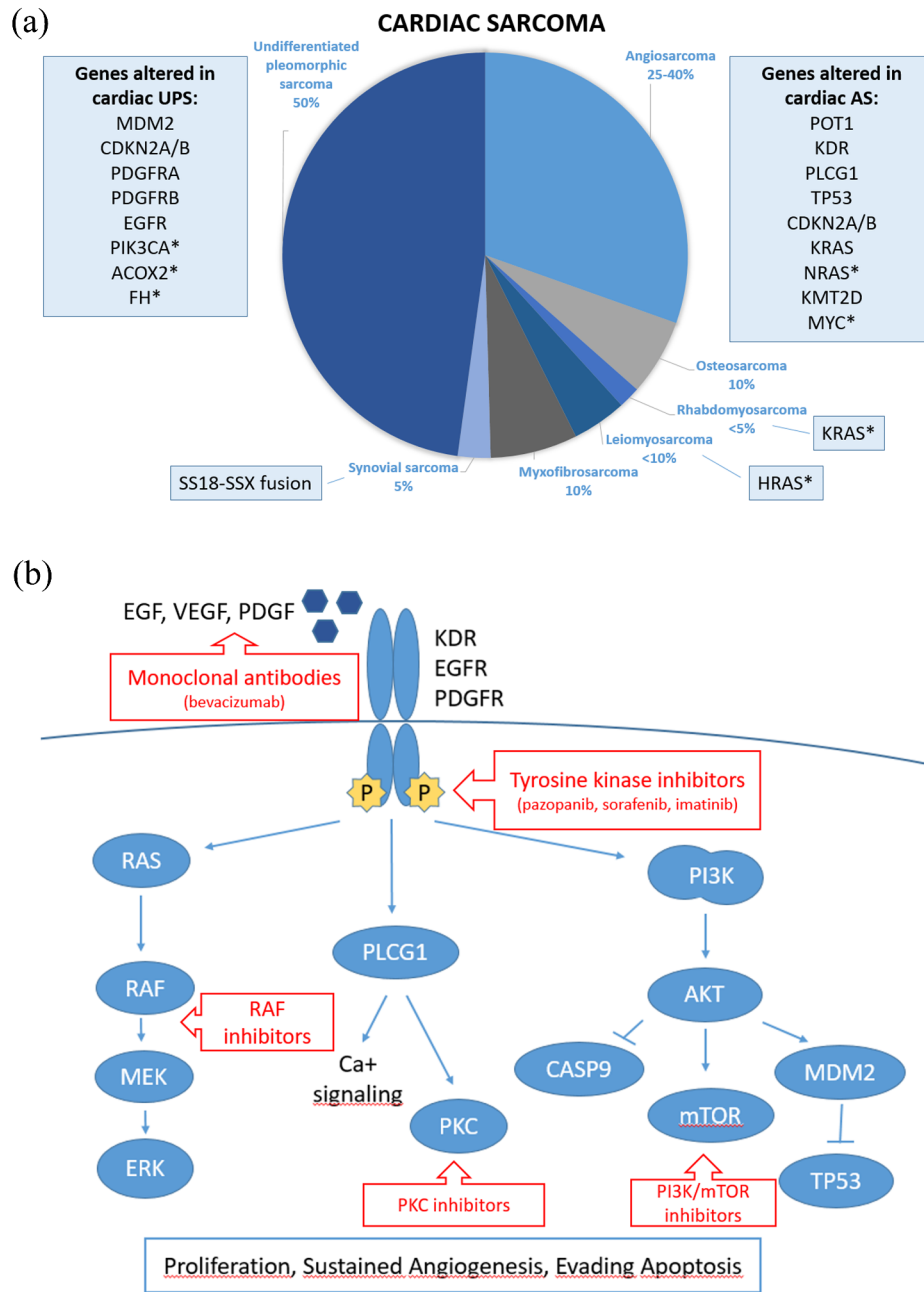 (a)
CARDIAC SARCOMA
Genes altered in
cardiac UPS:
MDM2
CDKN2A/B
PDGFRA
PDGFRB
EGFR
PIK3CA*
ACOX2*
FH*
Undifferentiated
pleomorphic
sarcoma
50%
Angiosarcoma
25-40%
Genes altered in
cardiac AS:
POT1
KDR
PLCG1
TP53
CDKN2A/B
KRAS
NRAS*
KMT2D
MYC*
Osteosarcoma
10%
Rhabdomyosarcoma
<5%
KRAS*
Leiomyosarcoma
<10%
HRAS*
Myxofibrosarcoma
10%
Synovial sarcoma
5%
SS18-SSX fusion
(b)
EGF, VEGF, PDGF
Monoclonal antibodies
(bevacizumab)
KDR
EGFR
PDGFR
P
P
Tyrosine kinase inhibitors
(pazopanib, sorafenib, imatinib)
RAS
RAF
RAF
inhibitors
MEK
ERK
PLCG1
Ca+
signaling
PKC
PKC inhibitors
PI3K
AKT
CASP9
mTOR
MDM2
TP53
PI3K/mTOR
inhibitors
Proliferation, Sustained Angiogenesis, Evading Apoptosis